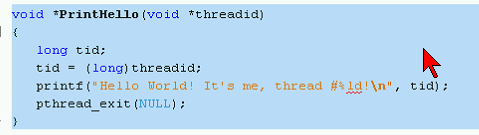 void *PrintHello(void *threadid)
{
long tid;
tid = (long)threadid;
printf("Hello World! It's me, thread #%ld!\n", tid);
pthread_exit(NULL);
}